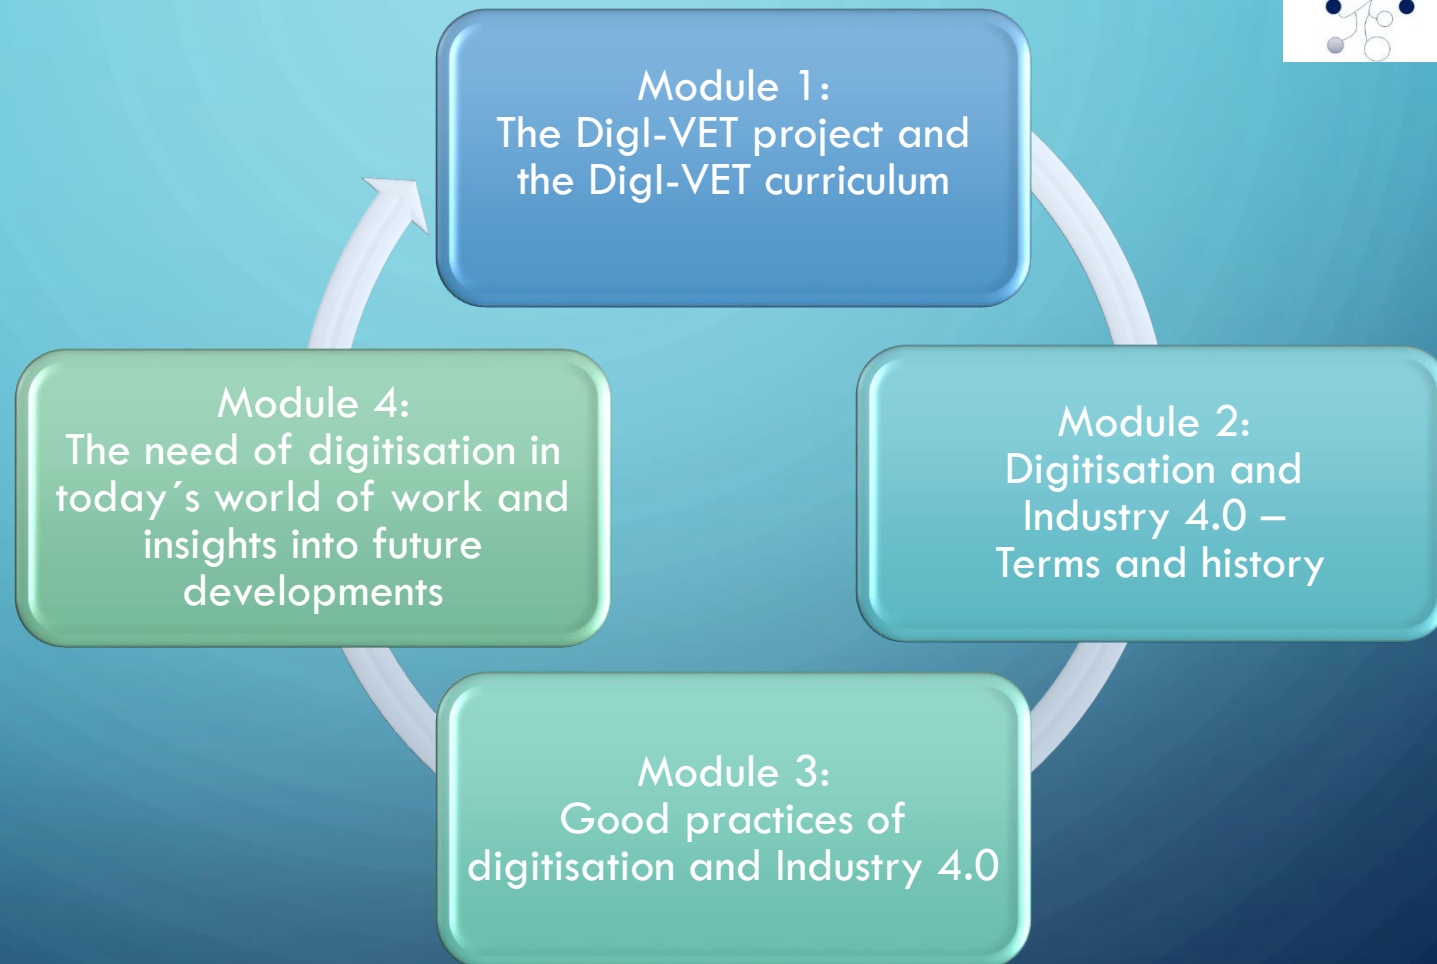 Module 1:
The DigI-VET project and
the DigI-VET curriculum
Module 2:
Digitisation and
Industry 4.0 –
Terms and history
Module 3:
Good practices of
digitisation and Industry 4.0
Module 4:
The need of digitisation in
today´s world of work and
insights into future
developments